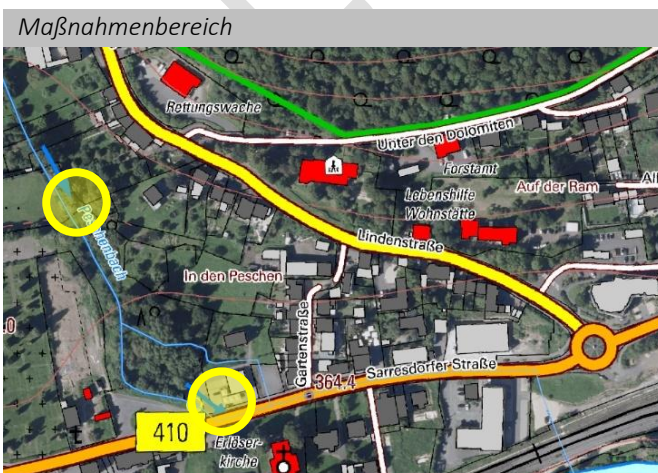 Maßnahmenbereich
Rettungswache
Unter den Dolomiten
Forstamt
Auf der Ram
Lebenshilfe
Wohnstätte
Lindenstraße
Peschenbach
In den Peschen
Gartenstraße
.0
364.4
Sarresdorfer Straße
410
Erlöser-
kirche